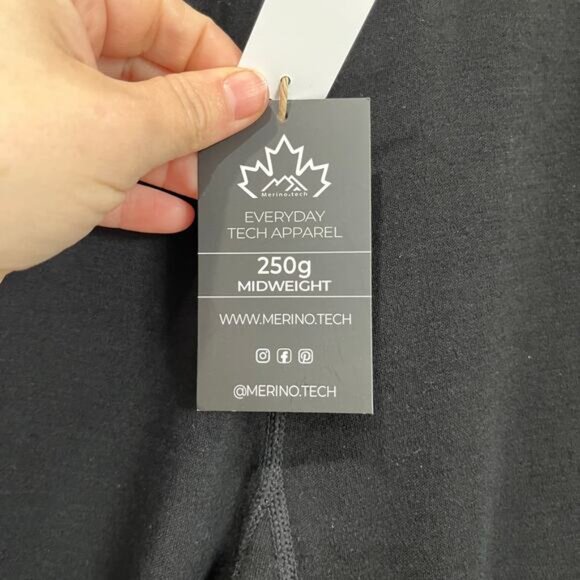 Merino.tech
EVERYDAY
TECH APPAREL
250g
MIDWEIGHT
WWW.MERINO.TECH
@MERINO.TECH